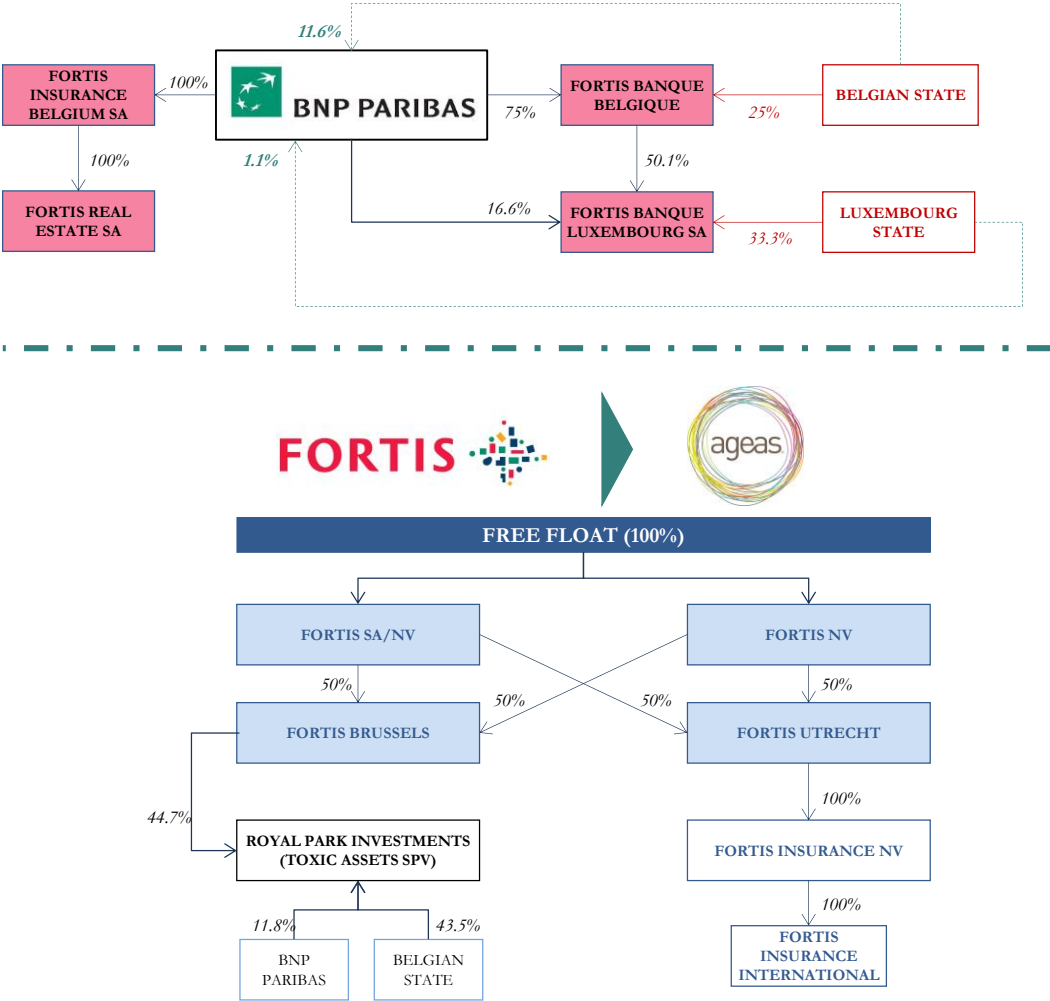 11.6%
FORTIS
INSURANCE
BELGIUM SA
100%
BNP PARIBAS
75%
FORTIS BANQUE
BELGIQUE
25%
BELGIAN STATE
1.1%
100%
50.1%
FORTIS REAL
ESTATE SA
16.6%
FORTIS BANQUE
LUXEMBOURG SA
33.3%
LUXEMBOURG
STATE
FORTIS
ageas
FREE FLOAT (100%)
FORTIS SA/NV
FORTIS NV
50%
50%
50%
50%
FORTIS BRUSSELS
FORTIS UTRECHT
44.7%
100%
ROYAL PARK INVESTMENTS
(TOXIC ASSETS SPV)
FORTIS INSURANCE NV
11.8%
43.5%
100%
BNP
PARIBAS
BELGIAN
STATE
FORTIS
INSURANCE
INTERNATIONAL